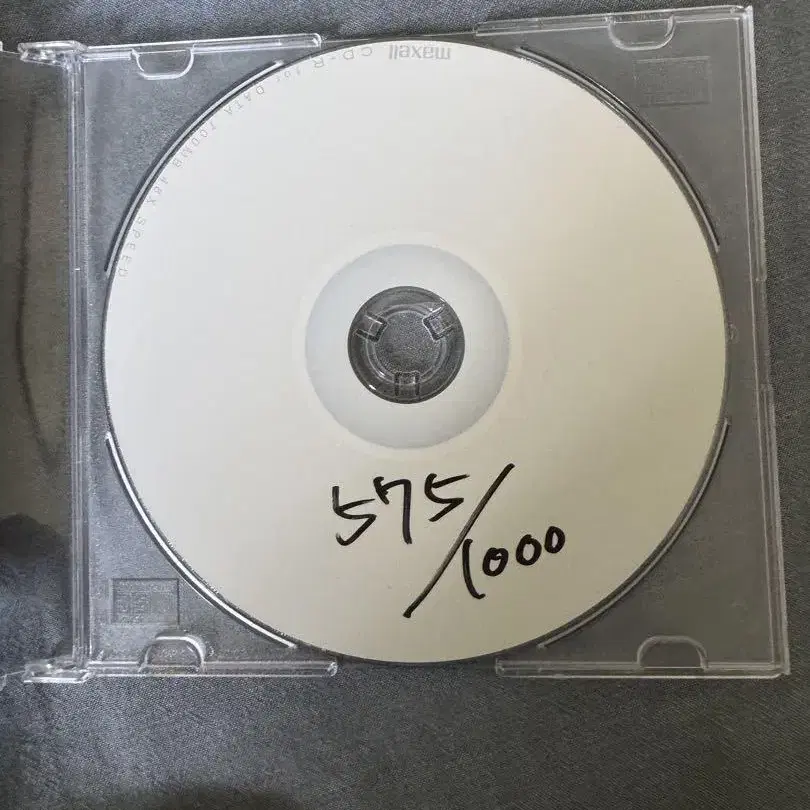 maxell
CD-R for DATA 700MB 48X SPEED
575/1000